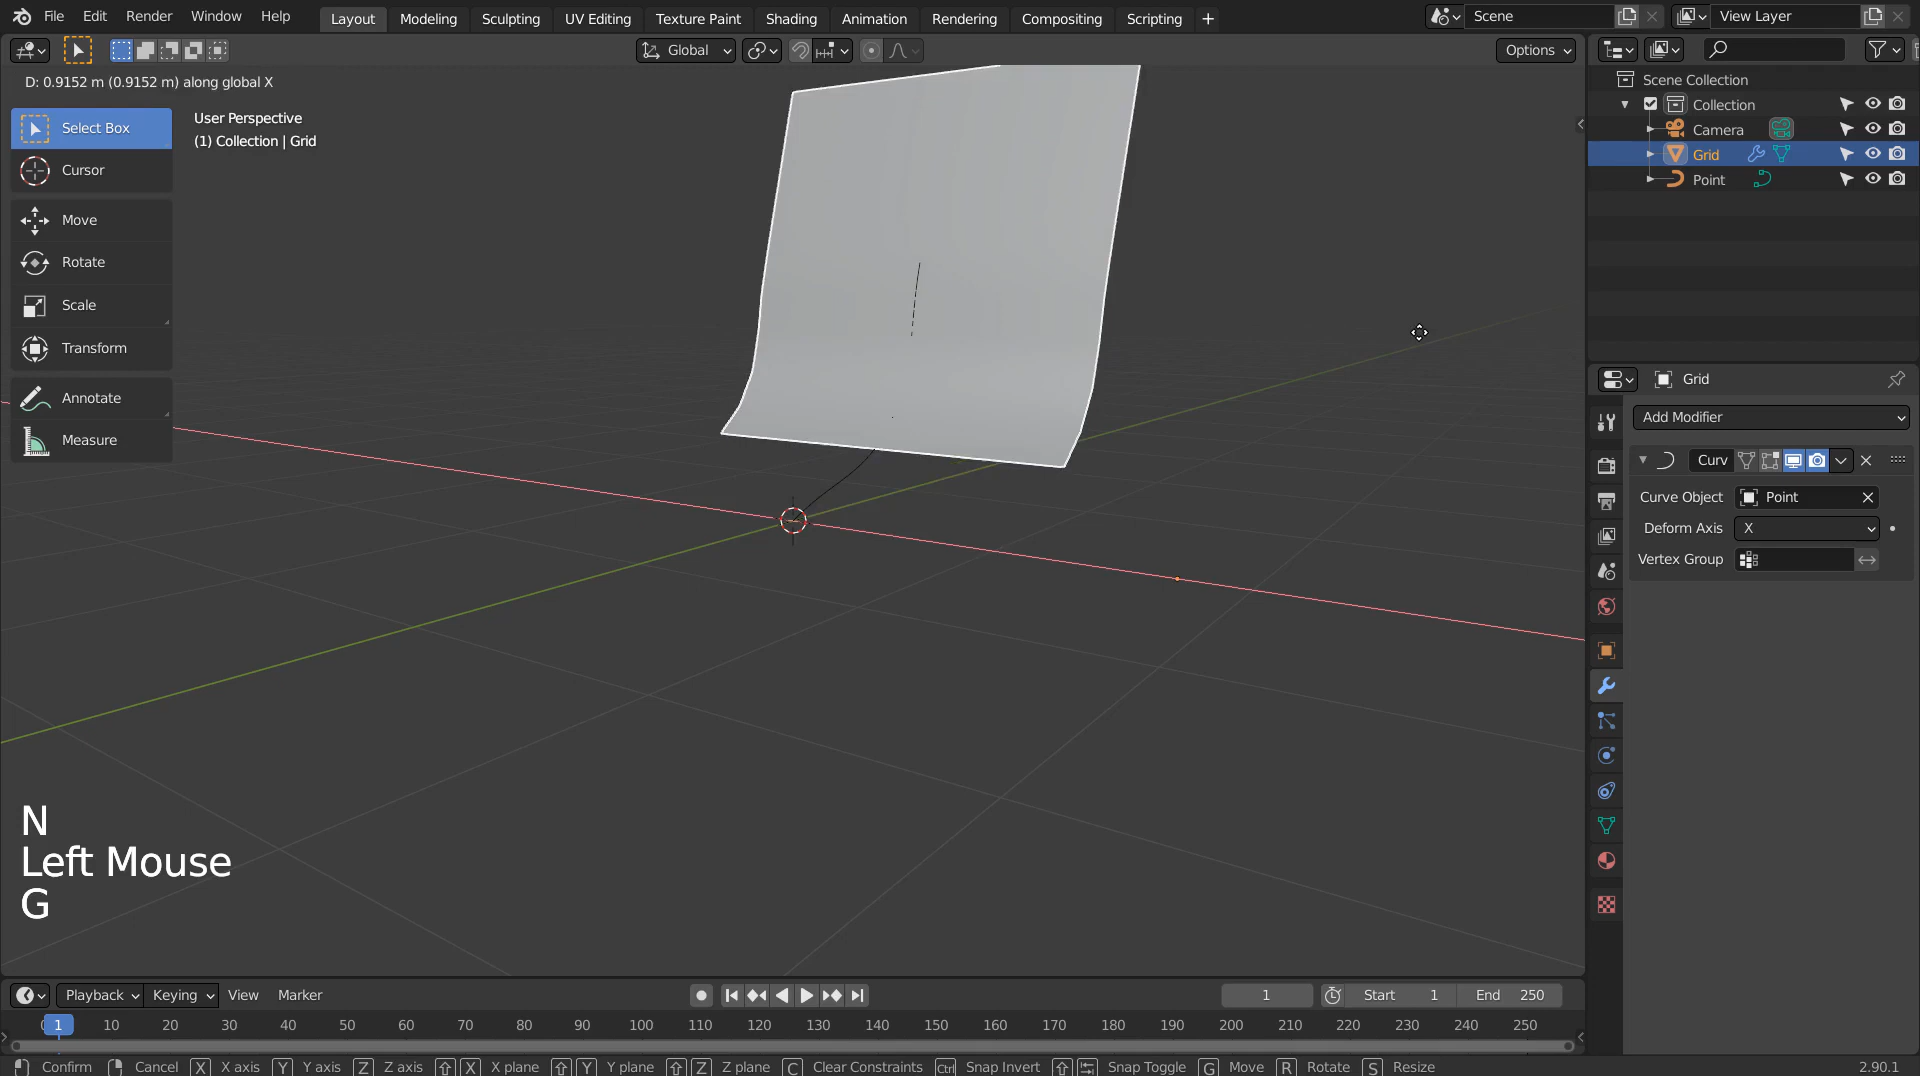 File Edit Render Window Help Layout Modeling Sculpting UV Editing Texture Paint Shading Animation Rendering Compositing Scripting + Scene View Layer
Global Options
D: 0.9152 m (0.9152 m) along global X
Select Box
Cursor
Move
Rotate
Scale
Transform
Annotate
Measure
User Perspective
(1) Collection | Grid
Scene Collection
Collection
Camera
Grid
Point
Grid
Add Modifier
Curv
Curve Object Point
Deform Axis X
Vertex Group
N
Left Mouse
G
Playback Keying View Marker 1 Start 1 End 250
1 10 20 30 40 50 60 70 80 90 100 110 120 130 140 150 160 170 180 190 200 210 220 230 240 250
Confirm Cancel X X axis Y Y axis Z Z axis X X plane Y Y plane Z Z plane C Clear Constraints Ctrl Snap Invert Snap Toggle G Move R Rotate S Resize 2.90.1